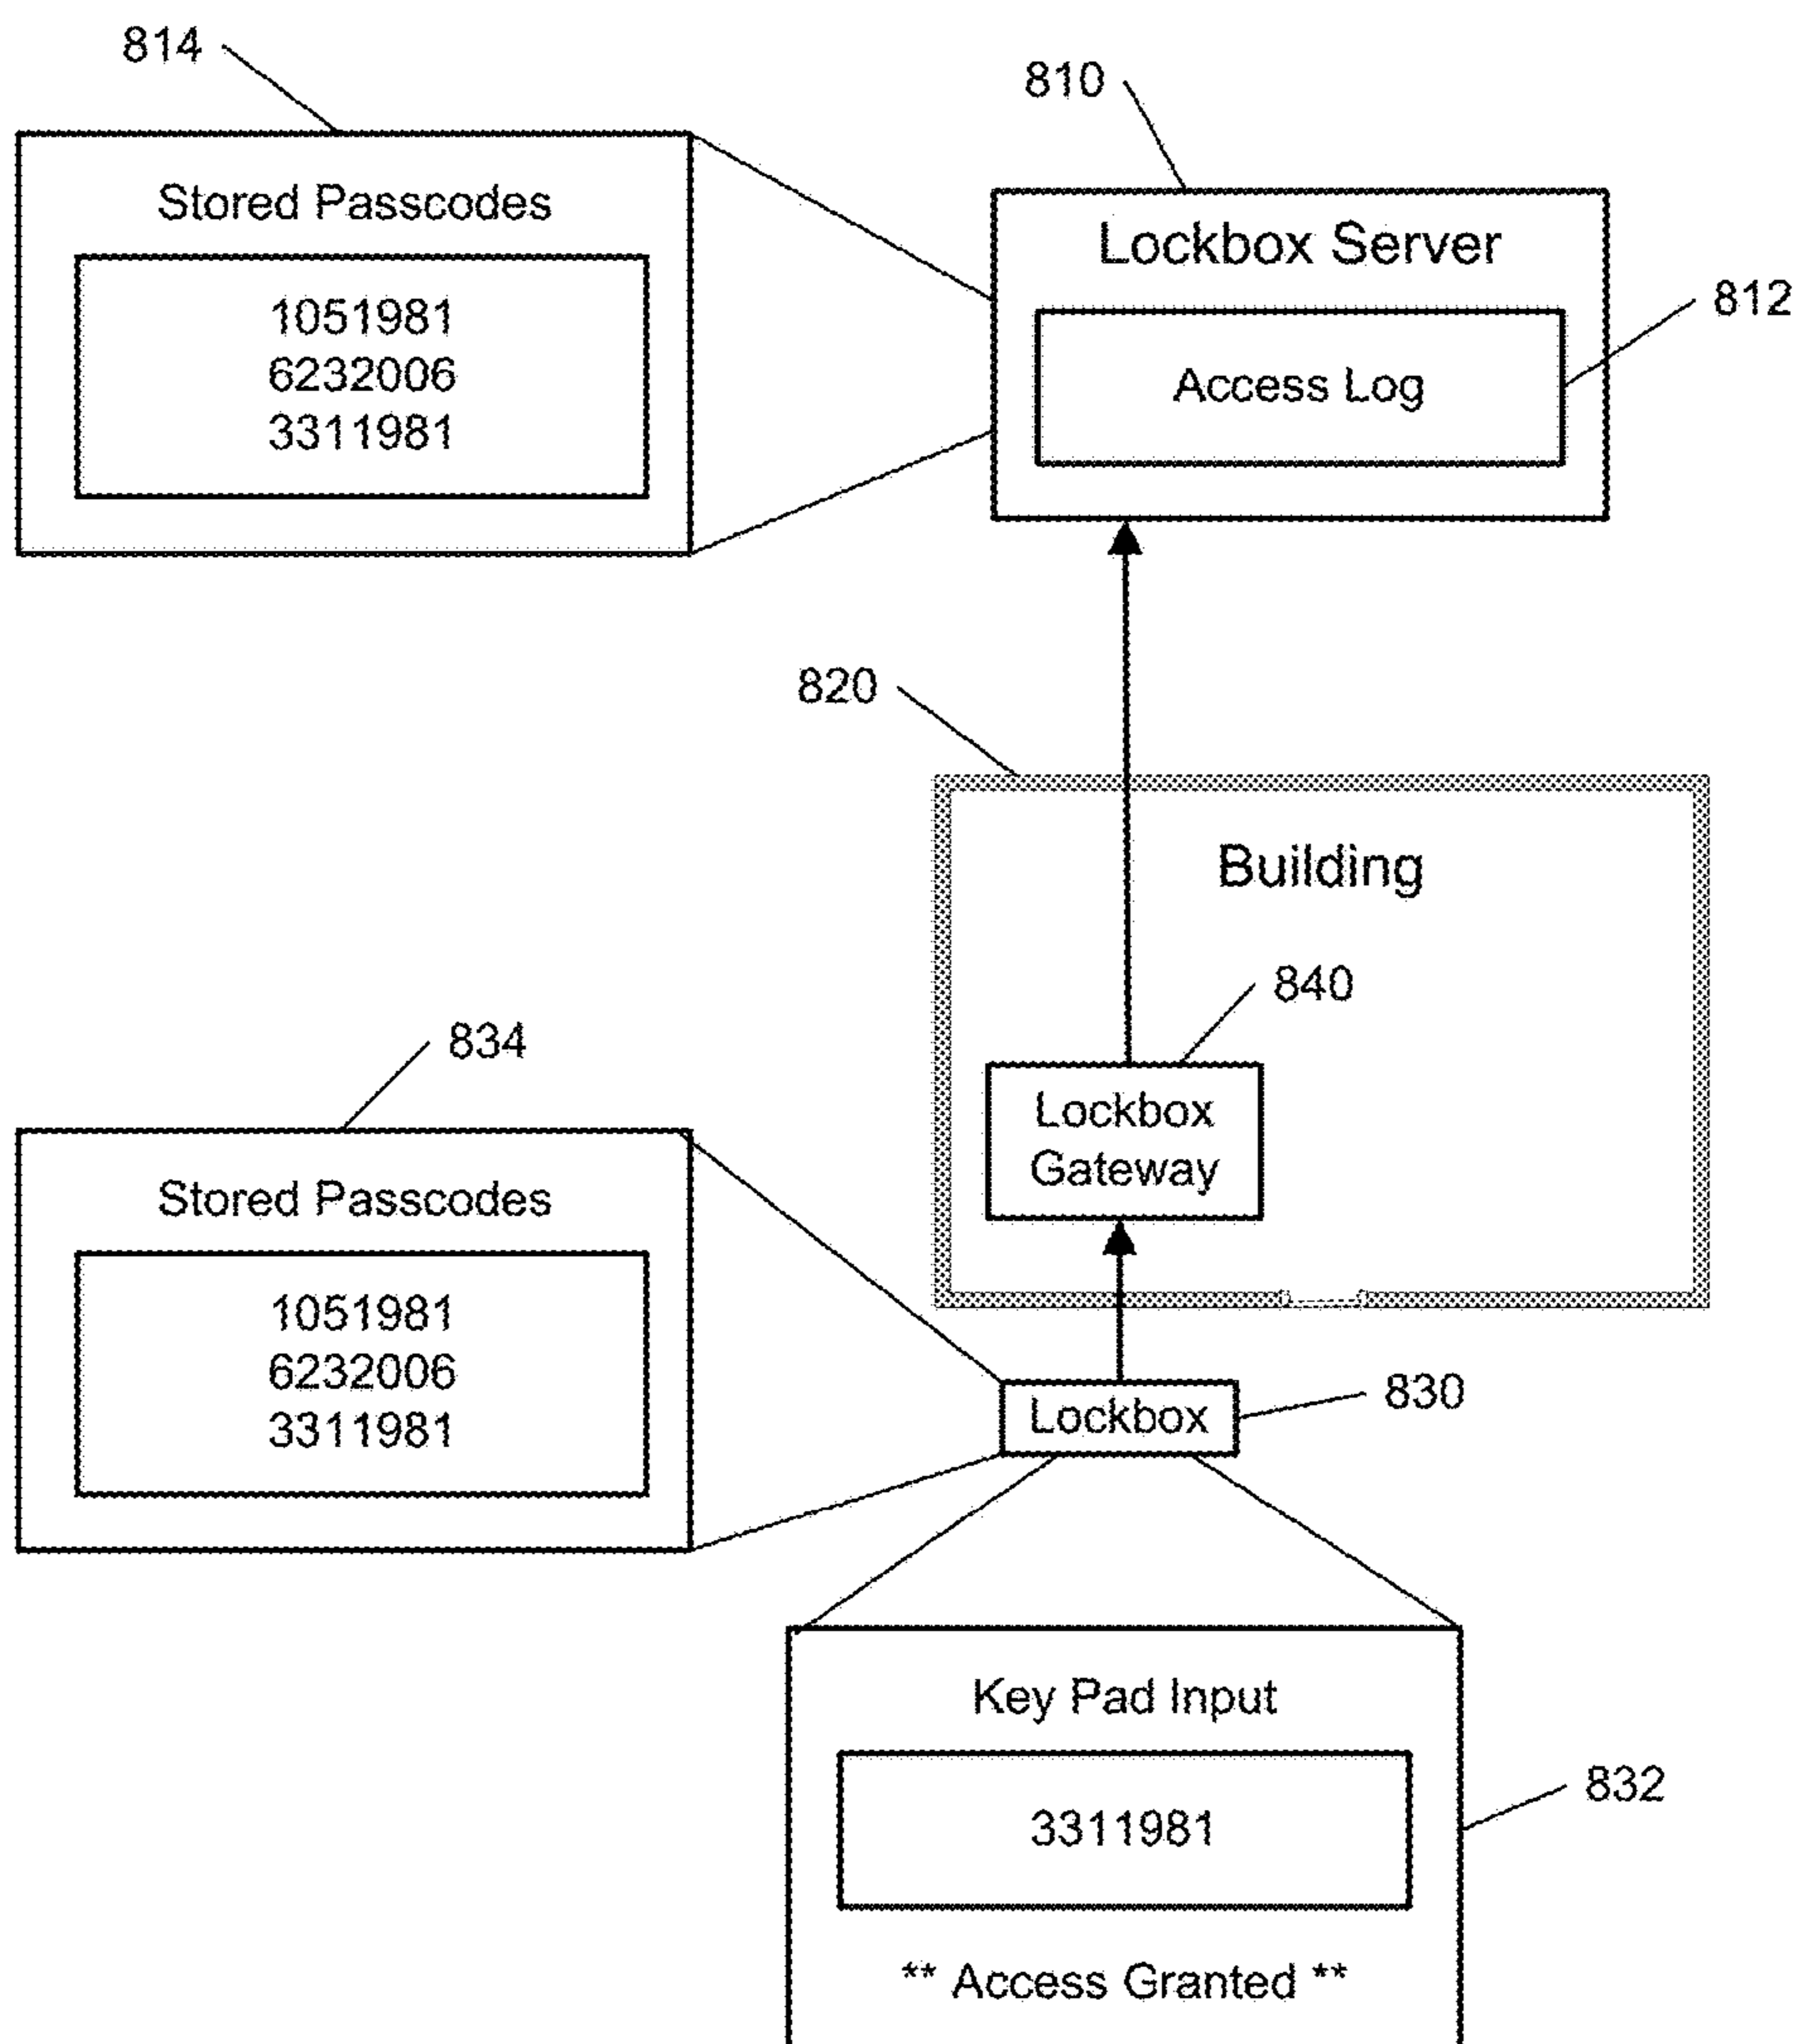 814
810
Stored Passcodes
1051981
6232006
3311981
Lockbox Server
812
Access Log
820
Building
840
Lockbox
Gateway
834
Stored Passcodes
1051981
6232006
3311981
Lockbox
830
Key Pad Input
3311981
832
** Access Granted **